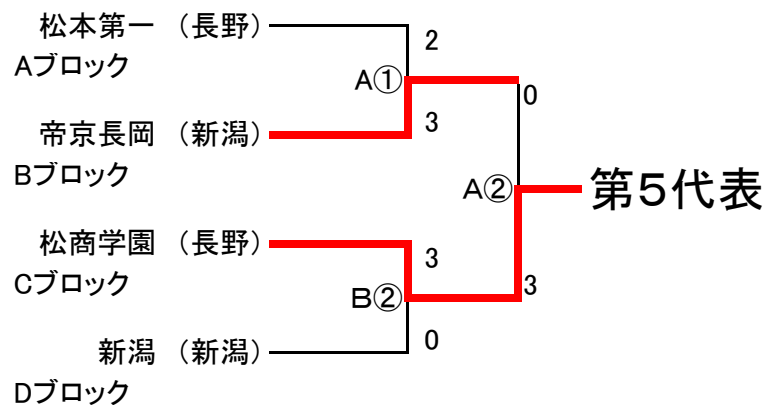 松本第一 （長野）
2
Aブロック
A①
0
3
帝京長岡 （新潟）
Bブロック
A②
第5代表
松商学園 （長野）
3
Cブロック
3
B②
0
新潟 （新潟）
Dブロック